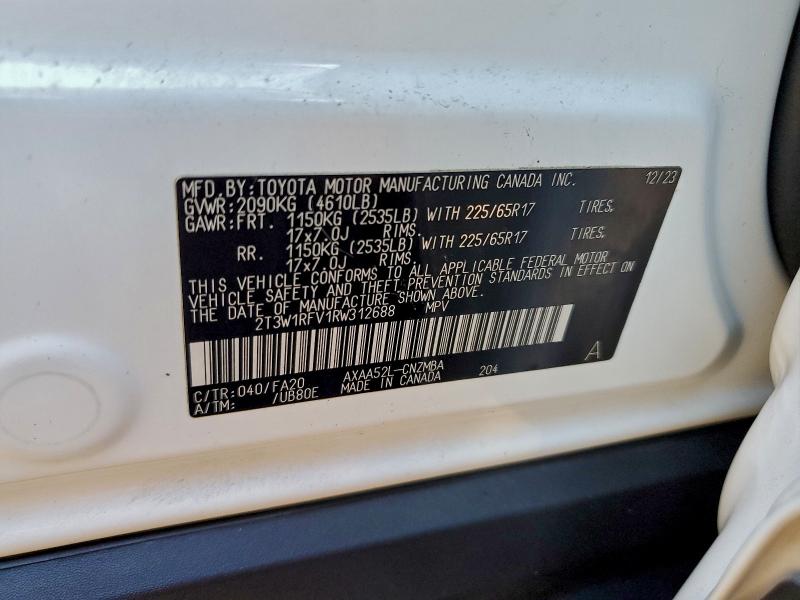 MFD. BY: TOYOTA MOTOR MANUFACTURING CANADA INC. 12/23
GVWR: 2090KG (4610LB)
GAWR: FRT. 1150KG (2535LB) WITH 225/65R17 TIRES.
17x7.0J RIMS.
RR. 1150KG (2535LB) WITH 225/65R17 TIRES.
17x7.0J RIMS.
THIS VEHICLE CONFORMS TO ALL APPLICABLE FEDERAL MOTOR
VEHICLE SAFETY AND THEFT PREVENTION STANDARDS IN EFFECT ON
THE DATE OF MANUFACTURE SHOWN ABOVE.
2T3W1RFV1RW312688 MPV
A
C/TR: 040/FA20 AXAA52L-CNZMBA 204
A/TM: /UB80E MADE IN CANADA